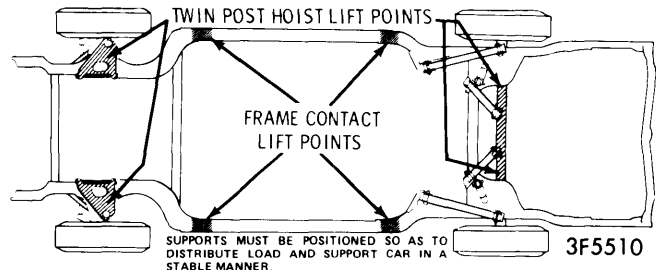 TWIN POST HOIST LIFT POINTS
FRAME CONTACT
LIFT POINTS
SUPPORTS MUST BE POSITIONED SO AS TO
DISTRIBUTE LOAD AND SUPPORT CAR IN A
STABLE MANNER.
3F5510